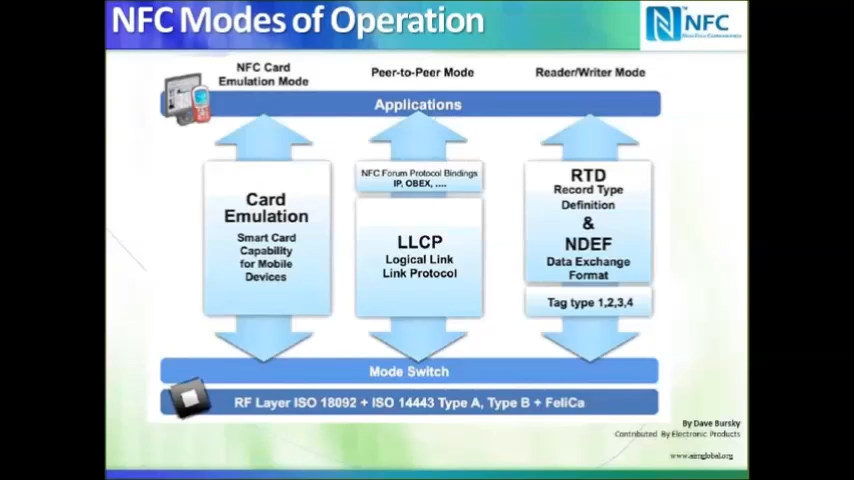 NFC Modes of Operation
NFC
NFC Card
Emulation Mode
Peer-to-Peer Mode
Reader/Writer Mode
Applications
Card
Emulation
Smart Card
Capability
for Mobile
Devices
NFC Forum Protocol Bindings
IP, OBEX, ....
LLCP
Logical Link
Link Protocol
RTD
Record Type
Definition
&
NDEF
Data Exchange
Format
Tag type 1,2,3,4
Mode Switch
RF Layer ISO 18092 + ISO 14443 Type A, Type B + FeliCa
By Dave Bursky
Contributed By Electronic Products
www.aimglobal.org